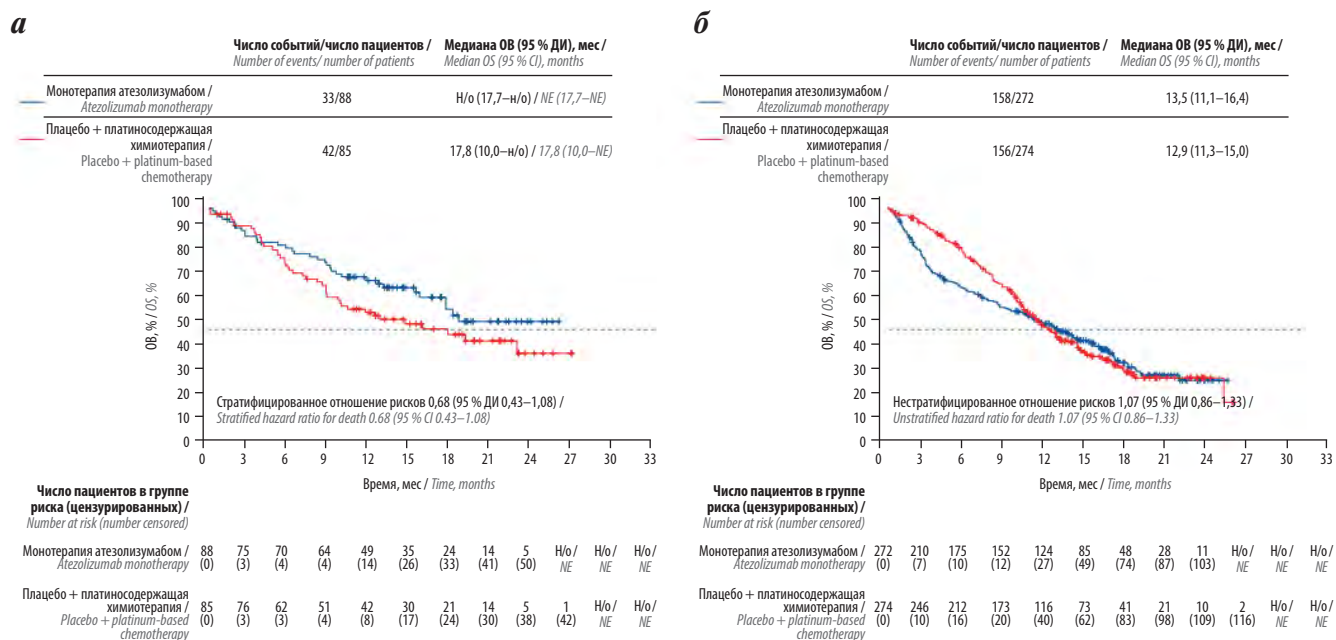 а
Число событий/число пациентов /
Number of events/ number of patients
Медиана ОВ (95 % ДИ), мес /
Median OS (95 % CI), months
Монотерапия атезолизумабом /
Atezolizumab monotherapy
33/88
Н/о (17,7–н/о) / NE (17,7–NE)
Плацебо + платиносодержащая
химиотерапия /
Placebo + platinum-based
chemotherapy
42/85
17,8 (10,0–н/о) / 17,8 (10,0–NE)
ОВ, % / OS, %
100
90
80
70
60
50
40
30
20
10
0
Стратифицированное отношение рисков 0,68 (95 % ДИ 0,43–1,08) /
Stratified hazard ratio for death 0.68 (95 % CI 0.43–1.08)
0 3 6 9 12 15 18 21 24 27 30 33
Время, мес / Time, months
Число пациентов в группе
риска (цензурированных) /
Number at risk (number censored)
Монотерапия атезолизумабом / 88 75 70 64 49 35 24 14 5 Н/о / Н/о / Н/о /
Atezolizumab monotherapy (0) (3) (4) (4) (14) (26) (33) (41) (50) NE NE NE
Плацебо + платиносодержащая
химиотерапия / 85 76 62 51 42 30 21 14 5 1 Н/о / Н/о /
Placebo + platinum-based (0) (3) (3) (4) (8) (17) (24) (30) (38) (42) NE NE
chemotherapy
б
Число событий/число пациентов /
Number of events/ number of patients
Медиана ОВ (95 % ДИ), мес /
Median OS (95 % CI), months
Монотерапия атезолизумабом /
Atezolizumab monotherapy
158/272
13,5 (11,1–16,4)
Плацебо + платиносодержащая
химиотерапия /
Placebo + platinum-based
chemotherapy
156/274
12,9 (11,3–15,0)
ОВ, % / OS, %
100
90
80
70
60
50
40
30
20
10
0
Нестратифицированное отношение рисков 1,07 (95 % ДИ 0,86–1,33) /
Unstratified hazard ratio for death 1.07 (95 % CI 0.86–1.33)
0 3 6 9 12 15 18 21 24 27 30 33
Время, мес / Time, months
Число пациентов в группе
риска (цензурированных) /
Number at risk (number censored)
Монотерапия атезолизумабом / 272 210 175 152 124 85 48 28 11 Н/о / Н/о / Н/о /
Atezolizumab monotherapy (0) (7) (10) (12) (27) (49) (74) (87) (103) NE NE NE
Плацебо + платиносодержащая
химиотерапия / 274 246 212 173 116 73 41 21 10 2 Н/о / Н/о /
Placebo + platinum-based (0) (10) (16) (20) (40) (62) (83) (98) (109) (116) NE NE
chemotherapy